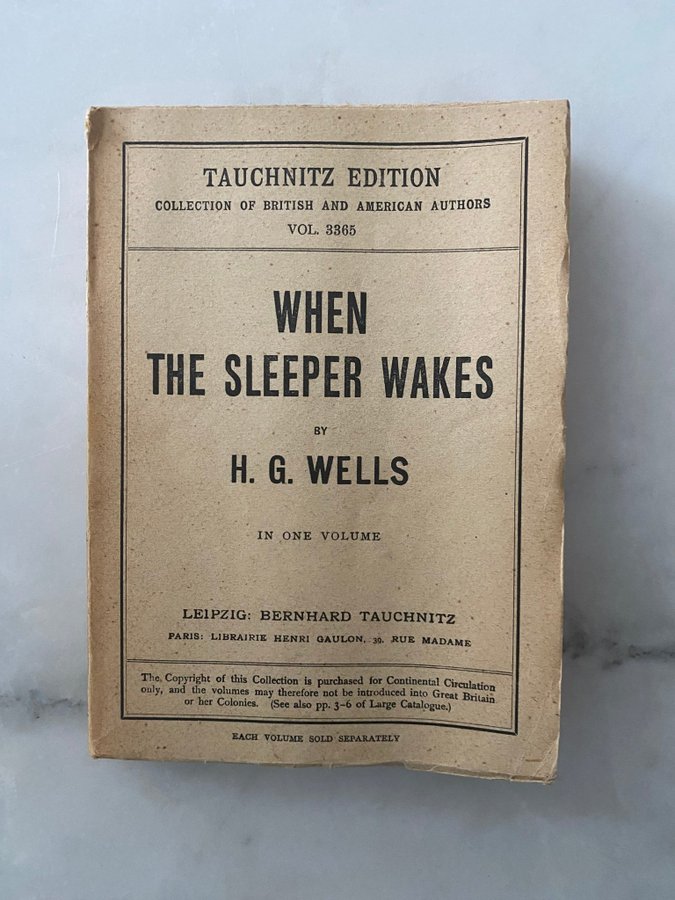 TAUCHNITZ EDITION
COLLECTION OF BRITISH AND AMERICAN AUTHORS
VOL. 3365
WHEN
THE SLEEPER WAKES
BY
H. G. WELLS
IN ONE VOLUME
LEIPZIG: BERNHARD TAUCHNITZ
PARIS: LIBRAIRIE HENRI GAULON, 39, RUE MADAME
The Copyright of this Collection is purchased for Continental Circulation
only, and the volumes may therefore not be introduced into Great Britain
or her Colonies. (See also pp. 3–6 of Large Catalogue.)
EACH VOLUME SOLD SEPARATELY